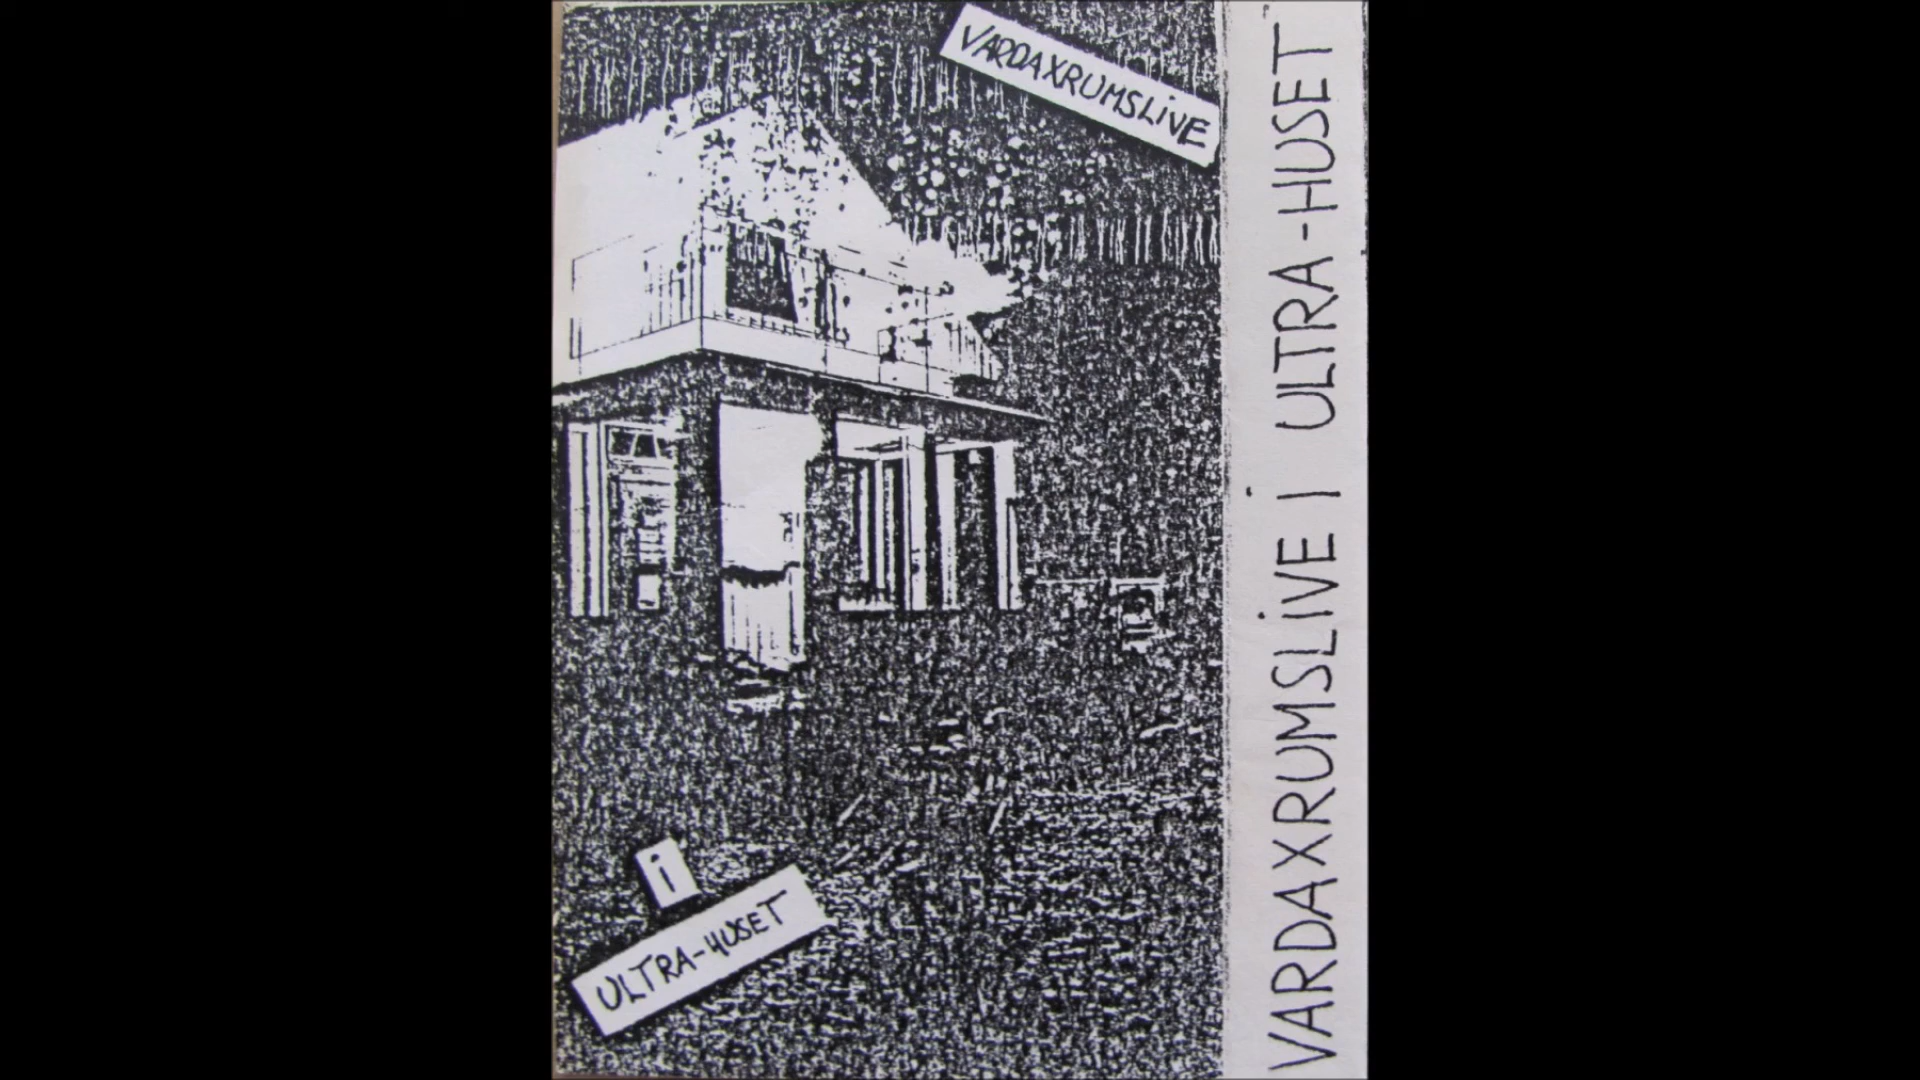 VARDAXRUMSLiVE
i
ULTRA-HUSET
VARDAXRUMSLiVE i ULTRA-HUSET